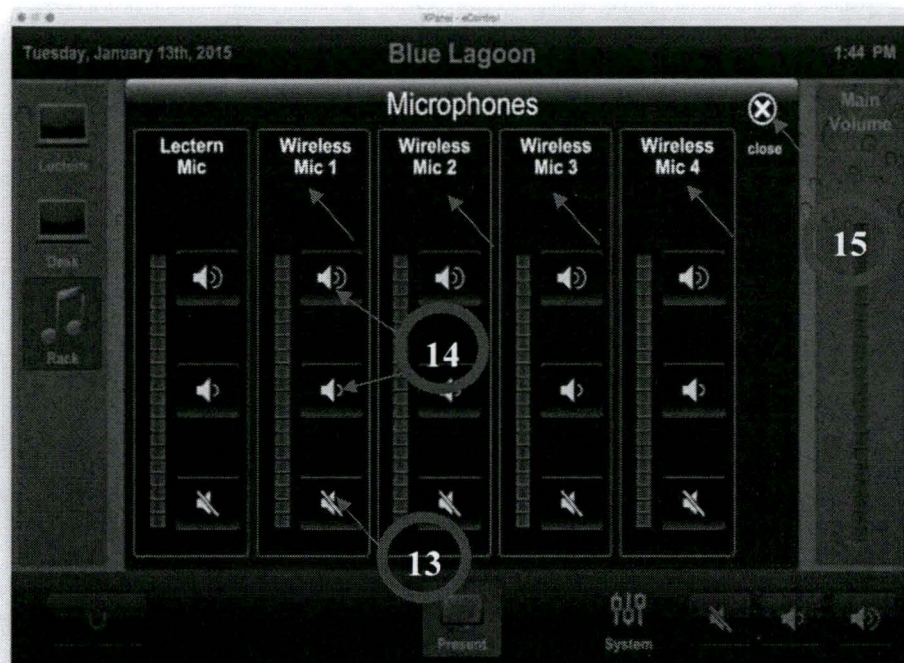 XPanel - eControl
Tuesday, January 13th, 2015
Blue Lagoon
1:44 PM
Microphones
close
Main
Volume
Lectern
Desk
Rack
Lectern
Mic
Wireless
Mic 1
Wireless
Mic 2
Wireless
Mic 3
Wireless
Mic 4
15
14
13
Present
System